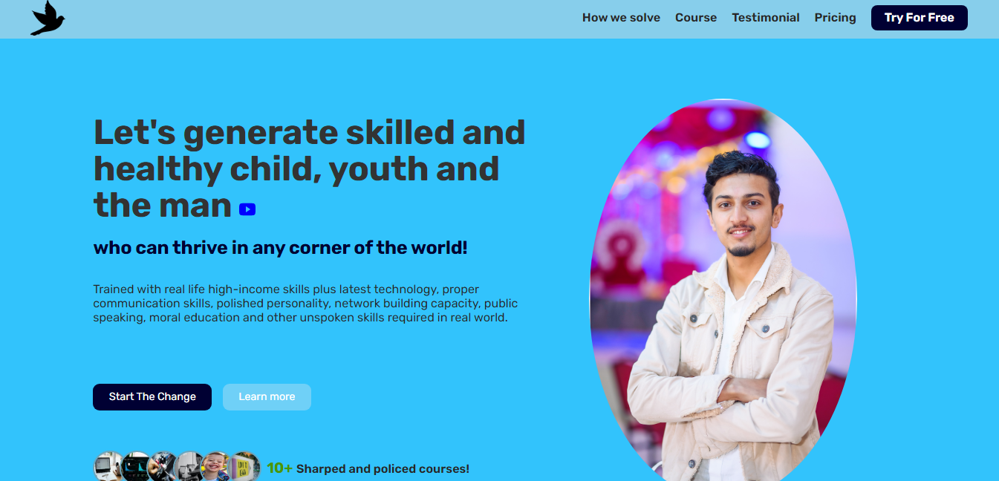 How we solve Course Testimonial Pricing Try For Free
Let's generate skilled and
healthy child, youth and
the man
who can thrive in any corner of the world!
Trained with real life high-income skills plus latest technology, proper
communication skills, polished personality, network building capacity, public
speaking, moral education and other unspoken skills required in real world.
Start The Change Learn more
10+ Sharped and policed courses!